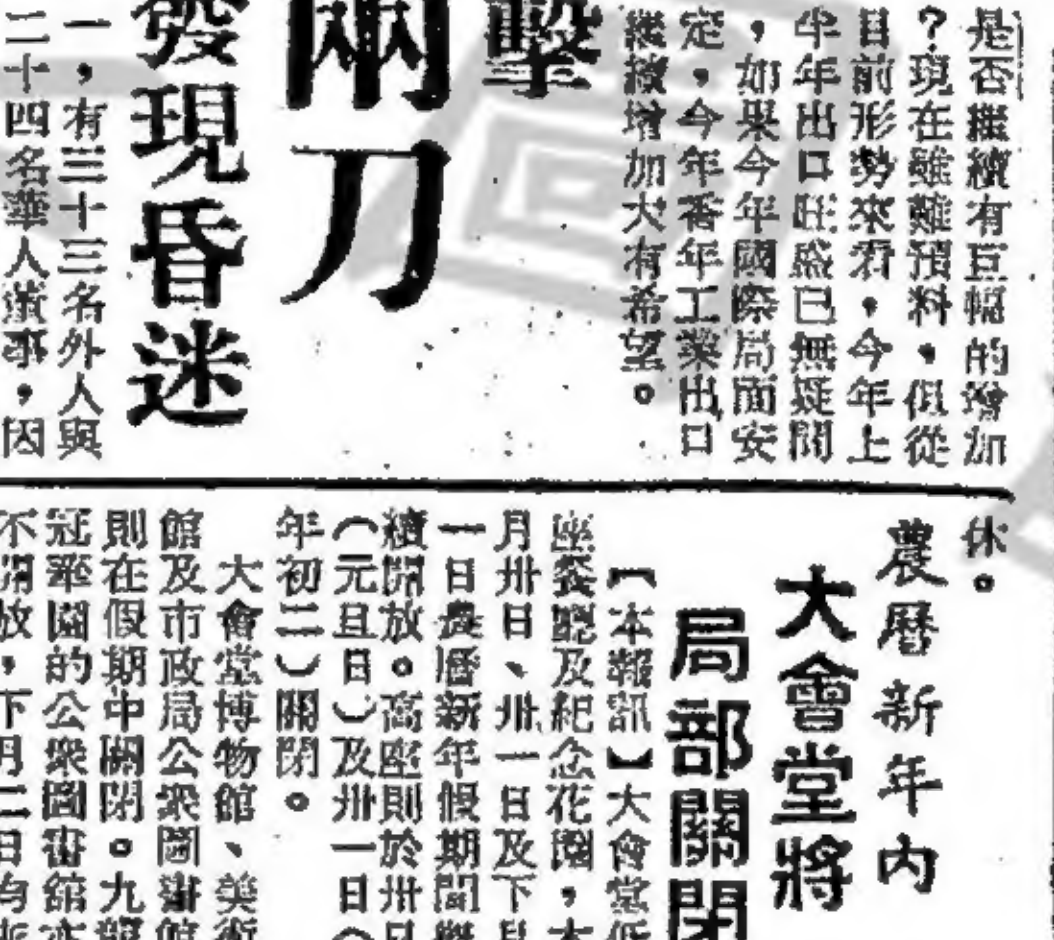 是否繼續有巨幅的增加
?現在雖難預料,但從
目前形勢來看,今年上
半年出口旺盛已無疑問
,如果今年國際局面安
定,今年香年工業出口
繼續增加大有希望。
擊
兩刀
發現昏迷
一,有三十三名外人與
二十四名華人滋事,因
休。
農曆新年內
大會堂將
局部關閉
【本報訊】大會堂低
座餐廳及紀念花園,本
月卅日、卅一日及下月
一日農曆新年假期間繼
續開放。高座則於卅日
(元旦日)及卅一日(
年初二)關閉。
大會堂博物館、美術
館及市政局公衆圖書館
則在假期中關閉。九龍
冠華園的公衆圖書館亦
不開放,下月二日均